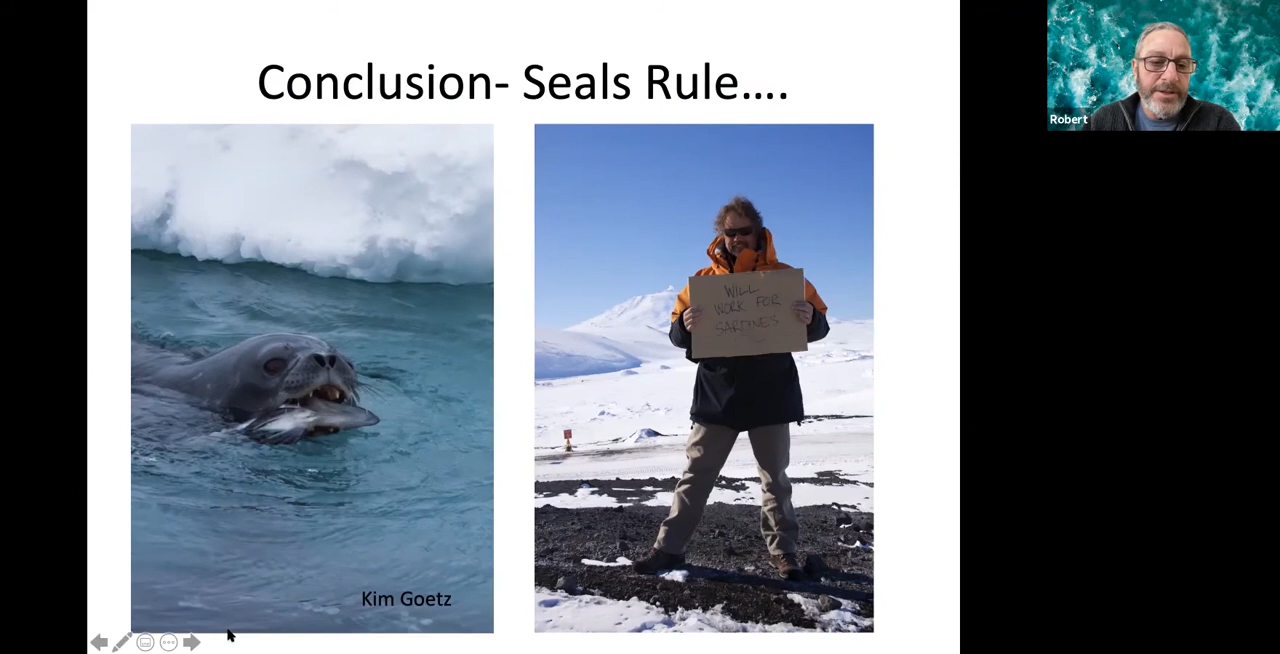 Conclusion- Seals Rule....
Robert
WILL
WORK FOR
SARDINES
Kim Goetz